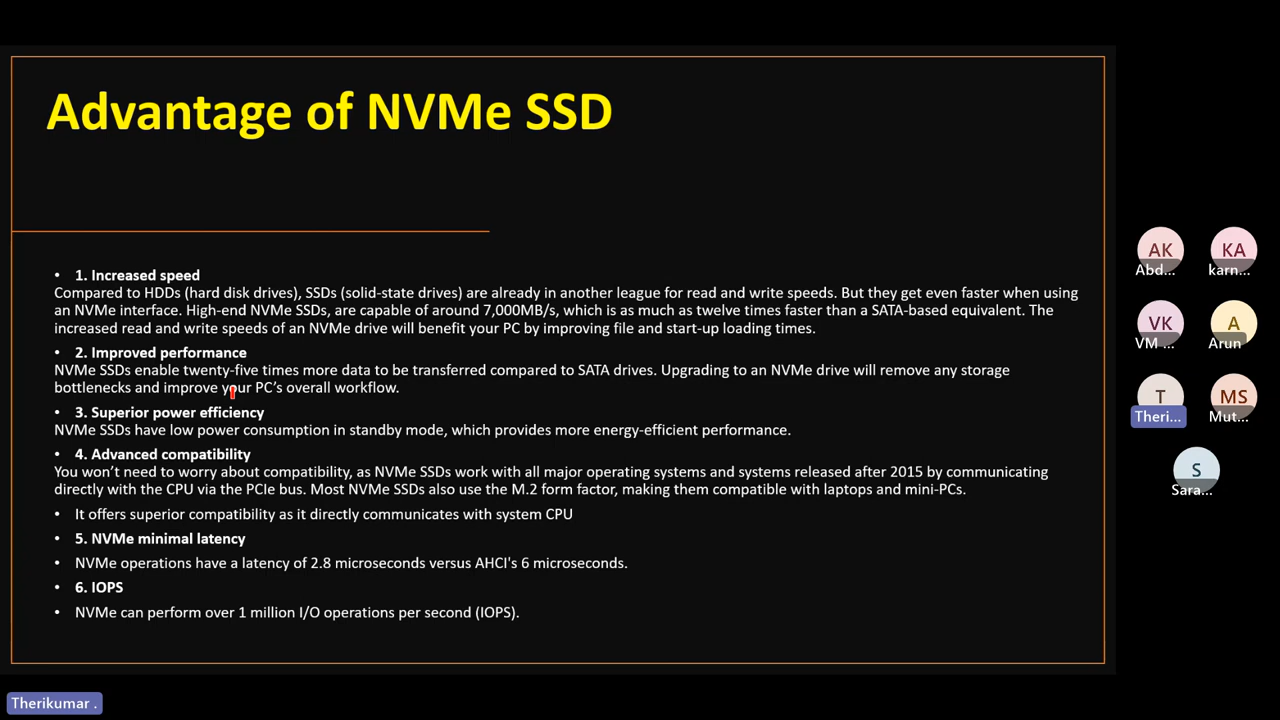 Advantage of NVMe SSD
• 1. Increased speed
Compared to HDDs (hard disk drives), SSDs (solid-state drives) are already in another league for read and write speeds. But they get even faster when using
an NVMe interface. High-end NVMe SSDs, are capable of around 7,000MB/s, which is as much as twelve times faster than a SATA-based equivalent. The
increased read and write speeds of an NVMe drive will benefit your PC by improving file and start-up loading times.
• 2. Improved performance
NVMe SSDs enable twenty-five times more data to be transferred compared to SATA drives. Upgrading to an NVMe drive will remove any storage
bottlenecks and improve your PC’s overall workflow.
• 3. Superior power efficiency
NVMe SSDs have low power consumption in standby mode, which provides more energy-efficient performance.
• 4. Advanced compatibility
You won’t need to worry about compatibility, as NVMe SSDs work with all major operating systems and systems released after 2015 by communicating
directly with the CPU via the PCIe bus. Most NVMe SSDs also use the M.2 form factor, making them compatible with laptops and mini-PCs.
• It offers superior compatibility as it directly communicates with system CPU
• 5. NVMe minimal latency
• NVMe operations have a latency of 2.8 microseconds versus AHCI's 6 microseconds.
• 6. IOPS
• NVMe can perform over 1 million I/O operations per second (IOPS).
AK KA
Abd... karn...
VK A
VM ... Arun
T MS
Theri... Mut...
S
Sara...
Therikumar .